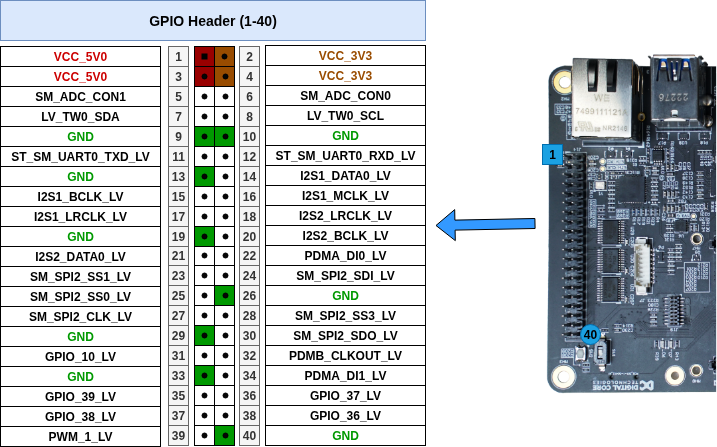 GPIO Header (1-40)
VCC_5V0 1 2 VCC_3V3
VCC_5V0 3 4 VCC_3V3
SM_ADC_CON1 5 6 SM_ADC_CON0
LV_TW0_SDA 7 8 LV_TW0_SCL
GND 9 10 GND
ST_SM_UART0_TXD_LV 11 12 ST_SM_UART0_RXD_LV
GND 13 14 I2S1_DATA0_LV
I2S1_BCLK_LV 15 16 I2S1_MCLK_LV
I2S1_LRCLK_LV 17 18 I2S2_LRCLK_LV
GND 19 20 I2S2_BCLK_LV
I2S2_DATA0_LV 21 22 PDMA_DI0_LV
SM_SPI2_SS1_LV 23 24 SM_SPI2_SDI_LV
SM_SPI2_SS0_LV 25 26 GND
SM_SPI2_CLK_LV 27 28 SM_SPI2_SS3_LV
GND 29 30 SM_SPI2_SDO_LV
GPIO_10_LV 31 32 PDMB_CLKOUT_LV
GND 33 34 PDMA_DI1_LV
GPIO_39_LV 35 36 GPIO_37_LV
GPIO_38_LV 37 38 GPIO_36_LV
PWM_1_LV 39 40 GND
1
40
WE
7499111121A
22276
DIGITAL CORE
TECHNOLOGIES